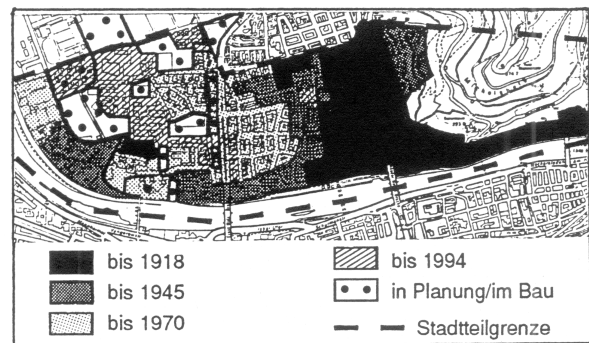 bis 1918
bis 1945
bis 1970
bis 1994
in Planung/im Bau
Stadtteilgrenze